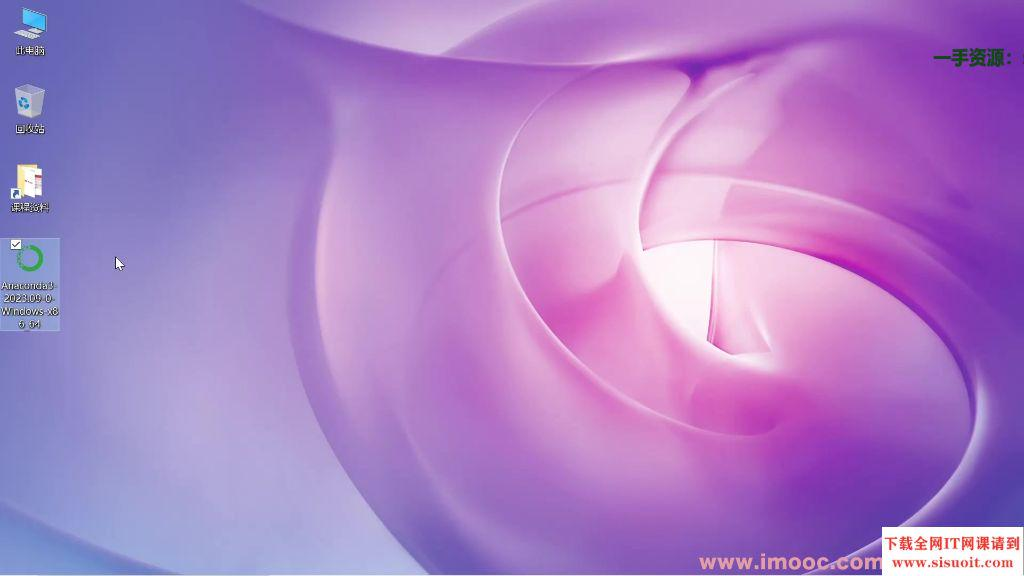 此电脑
回收站
课程资料
Anaconda3-
2023.09-0-
Windows-x8
6_64
一手资源：
www.imooc.com
下载全网IT网课请到
www.sisuoit.com